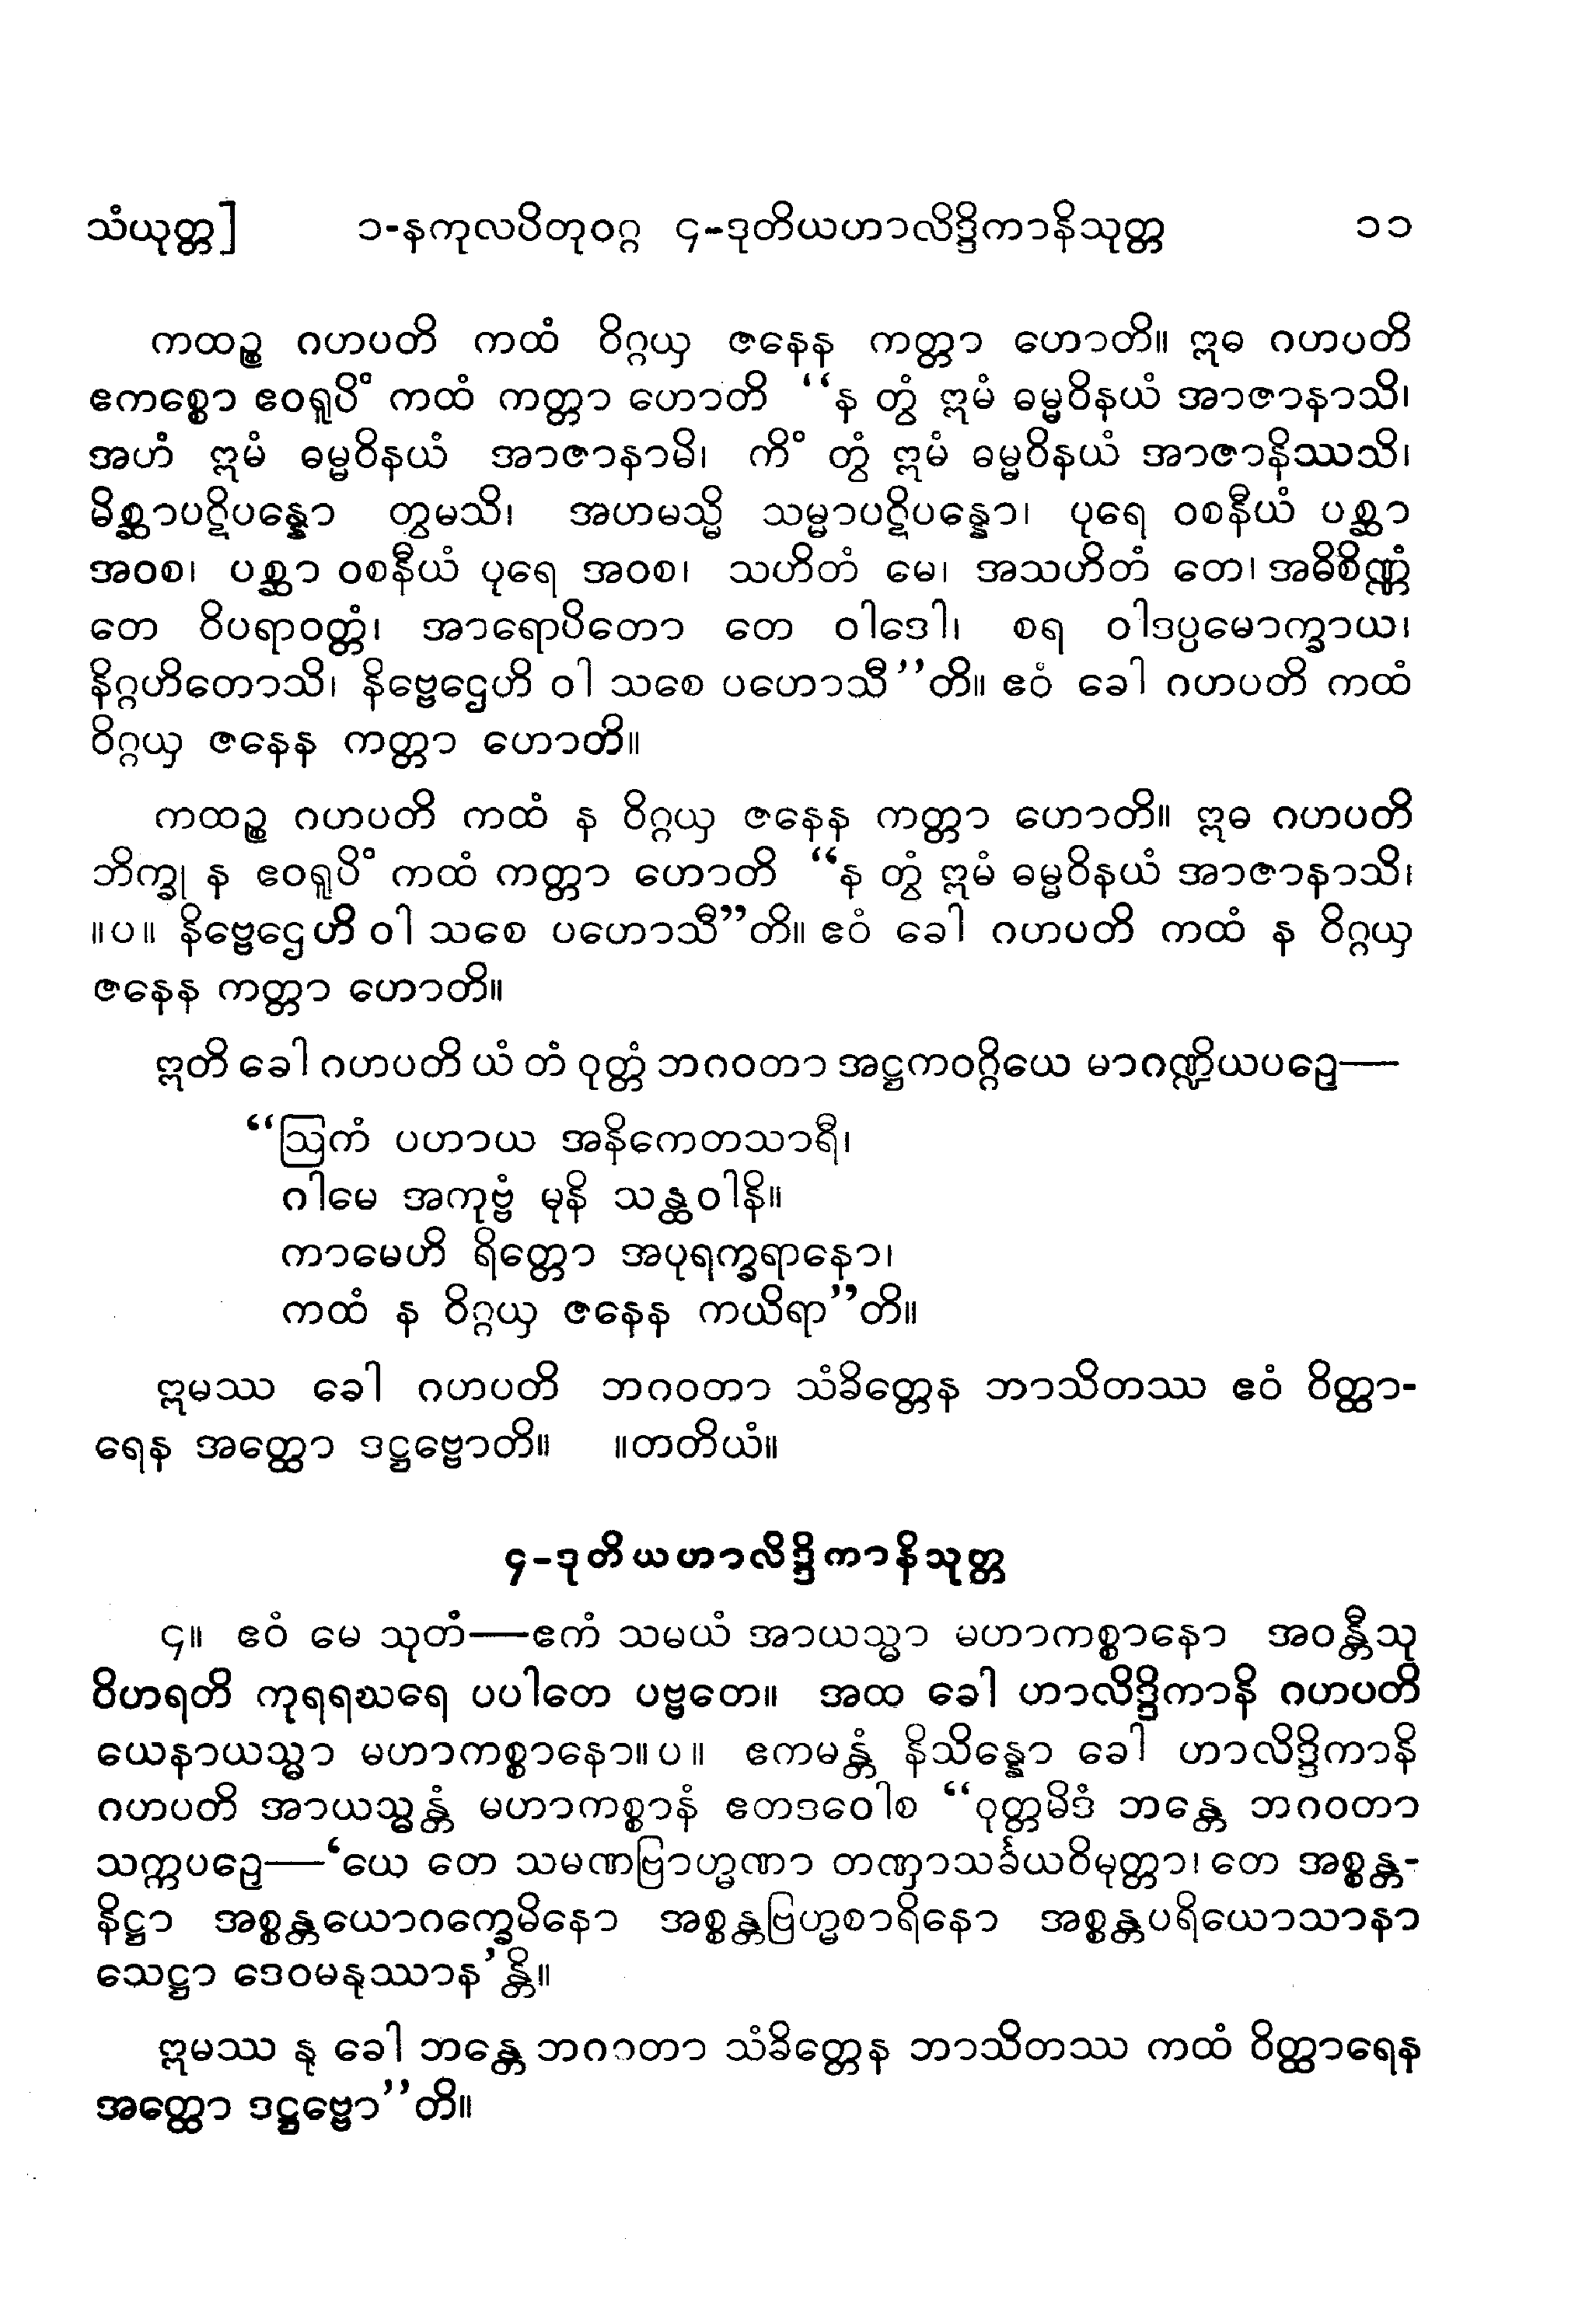 သံယုတ္တ] ၁-နကုလပိတုဝဂ္ဂ ၄-ဒုတိယဟာလိဒ္ဒိကာနိသုတ္တ ၁၁
ကထဉ္စ ဂဟပတိ ကထံ ဝိဂ္ဂယှ ဇနေန ကတ္တာ ဟောတိ။ ဣဓ ဂဟပတိ
ဧကစ္စော ဧဝရူပိံ ကထံ ကတ္တာ ဟောတိ “န တွံ ဣမံ ဓမ္မဝိနယံ အာဇာနာသိ၊
အဟံ ဣမံ ဓမ္မဝိနယံ အာဇာနာမိ၊ ကိံ တွံ ဣမံ ဓမ္မဝိနယံ အာဇာနိဿသိ၊
မိစ္ဆာပဋိပန္နော တွမသိ၊ အဟမသ္မိ သမ္မာပဋိပန္နော၊ ပုရေ ဝစနီယံ ပစ္ဆာ
အဝစ၊ ပစ္ဆာ ဝစနီယံ ပုရေ အဝစ၊ သဟိတံ မေ၊ အသဟိတံ တေ၊ အဓိစိဏ္ဏံ
တေ ဝိပရာဝတ္တံ၊ အာရောပိတော တေ ဝါဒေါ၊ စရ ဝါဒပ္ပမောက္ခာယ၊
နိဂ္ဂဟိတောသိ၊ နိဗ္ဗေဌေဟိ ဝါ သစေ ပဟောသီ”တိ။ ဧဝံ ခေါ ဂဟပတိ ကထံ
ဝိဂ္ဂယှ ဇနေန ကတ္တာ ဟောတိ။
ကထဉ္စ ဂဟပတိ ကထံ န ဝိဂ္ဂယှ ဇနေန ကတ္တာ ဟောတိ။ ဣဓ ဂဟပတိ
ဘိက္ခု န ဧဝရူပိံ ကထံ ကတ္တာ ဟောတိ “န တွံ ဣမံ ဓမ္မဝိနယံ အာဇာနာသိ၊
။ပ။ နိဗ္ဗေဌေဟိ ဝါ သစေ ပဟောသီ”တိ။ ဧဝံ ခေါ ဂဟပတိ ကထံ န ဝိဂ္ဂယှ
ဇနေန ကတ္တာ ဟောတိ။
ဣတိ ခေါ ဂဟပတိ ယံ တံ ဝုတ္တံ ဘဂဝတာ အဋ္ဌကဝဂ္ဂိယေ မာဂဏ္ဍိယပဉှေ—
“ဩကံ ပဟာယ အနိကေတသာရီ၊
ဂါမေ အကုဗ္ဗံ မုနိ သန္ထဝါနိ။
ကာမေဟိ ရိတ္တော အပုရက္ခရာနော၊
ကထံ န ဝိဂ္ဂယှ ဇနေန ကယိရာ”တိ။
ဣမဿ ခေါ ဂဟပတိ ဘဂဝတာ သံခိတ္တေန ဘာသိတဿ ဧဝံ ဝိတ္ထာ-
ရေန အတ္ထော ဒဋ္ဌဗ္ဗောတိ။ ။တတိယံ။
၄-ဒုတိယဟာလိဒ္ဒိကာနိသုတ္တ
၄။ ဧဝံ မေ သုတံ—ဧကံ သမယံ အာယသ္မာ မဟာကစ္စာနော အဝန္တီသု
ဝိဟရတိ ကုရရဃရေ ပပါတေ ပဗ္ဗတေ။ အထ ခေါ ဟာလိဒ္ဒိကာနိ ဂဟပတိ
ယေနာယသ္မာ မဟာကစ္စာနော။ပ။ ဧကမန္တံ နိသိန္နော ခေါ ဟာလိဒ္ဒိကာနိ
ဂဟပတိ အာယသ္မန္တံ မဟာကစ္စာနံ ဧတဒဝေါစ “ဝုတ္တမိဒံ ဘန္တေ ဘဂဝတာ
သက္ကပဉှေ—‘ယေ တေ သမဏဗြာဟ္မဏာ တဏှာသင်္ခယဝိမုတ္တာ၊ တေ အစ္စန္တ-
နိဋ္ဌာ အစ္စန္တယောဂက္ခေမိနော အစ္စန္တဗြဟ္မစာရိနော အစ္စန္တပရိယောသာနာ
သေဋ္ဌာ ဒေဝမနုဿာန’န္တိ။
ဣမဿ နု ခေါ ဘန္တေ ဘဂဝတာ သံခိတ္တေန ဘာသိတဿ ကထံ ဝိတ္ထာရေန
အတ္ထော ဒဋ္ဌဗ္ဗော”တိ။